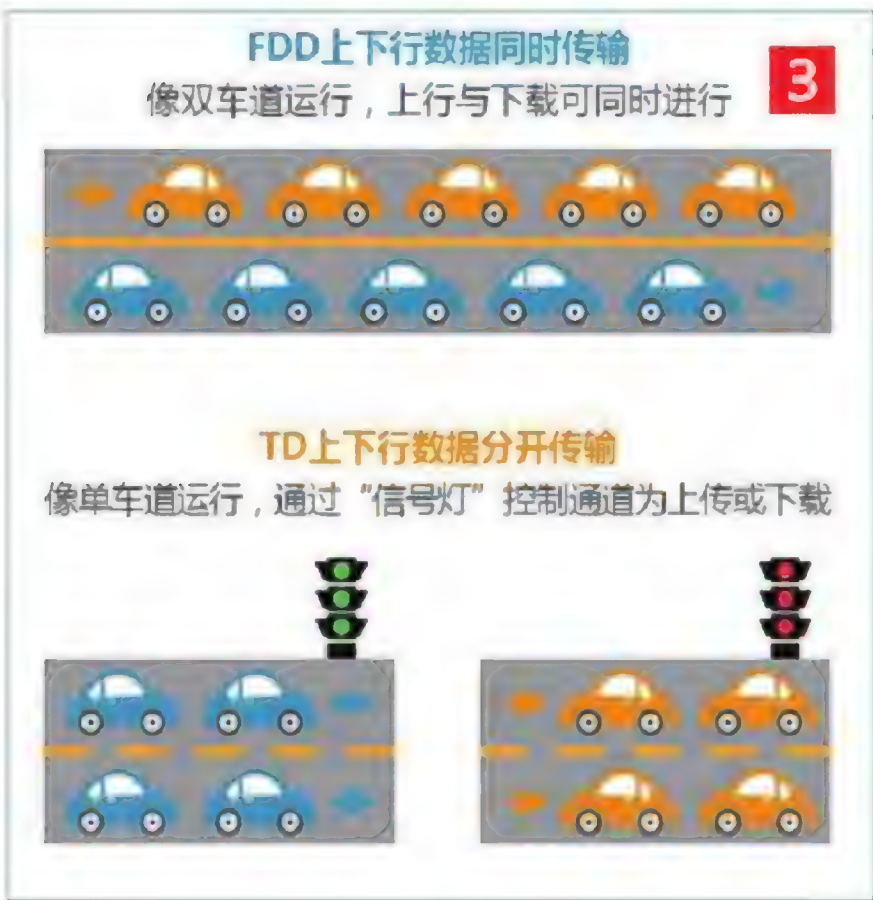 FDD上下行数据同时传输
像双车道运行，上行与下载可同时进行
3
TD上下行数据分开传输
像单车道运行，通过“信号灯”控制通道为上传或下载